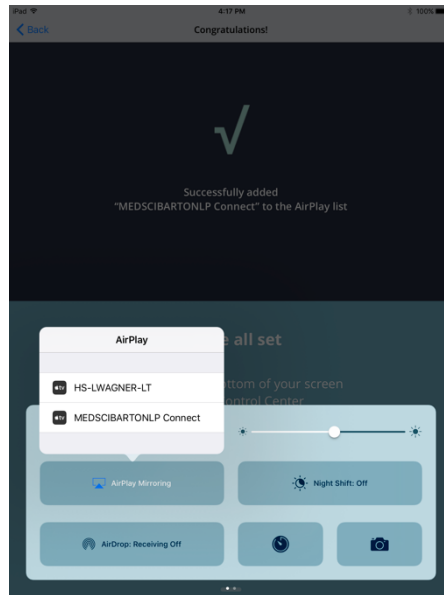 iPad 4:17 PM 100%
Back Congratulations!
Successfully added
"MEDSCIBARTONLP Connect" to the AirPlay list
AirPlay
e all set
HS-LWAGNER-LT
ttom of your screen
ontrol Center
MEDSCIBARTONLP Connect
AirPlay Mirroring
Night Shift: Off
AirDrop: Receiving Off